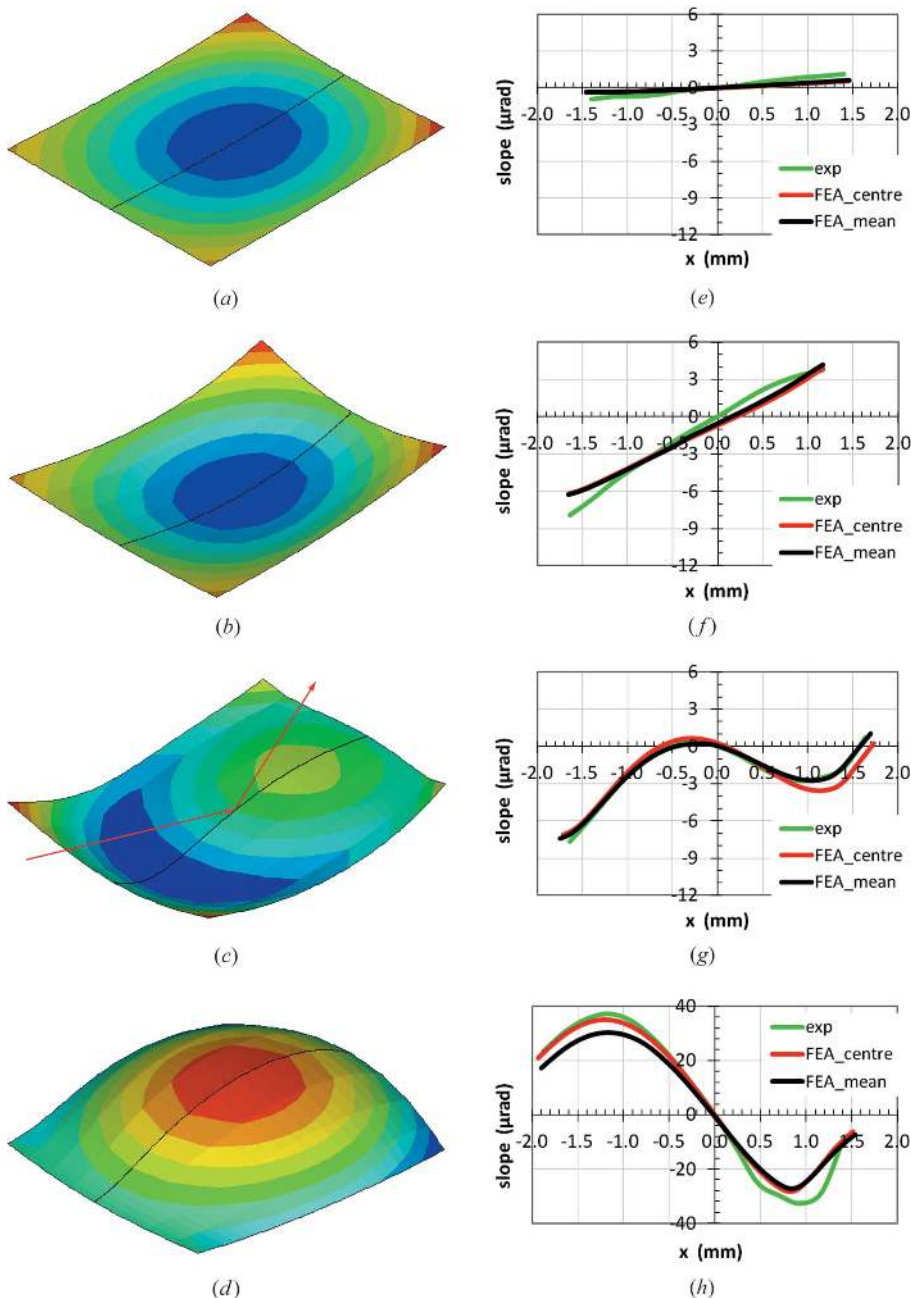 6
3
0
-2.0 -1.5 -1.0 -0.5 0.0 0.5 1.0 1.5 2.0
-3
-6
-9
-12
slope (µrad)
x (mm)
exp
FEA_centre
FEA_mean
(a)
(e)
6
3
0
-2.0 -1.5 -1.0 -0.5 0.0 0.5 1.0 1.5 2.0
-3
-6
-9
-12
slope (µrad)
x (mm)
exp
FEA_centre
FEA_mean
(b)
(f)
6
3
0
-2.0 -1.5 -1.0 -0.5 0.0 0.5 1.0 1.5 2.0
-3
-6
-9
-12
slope (µrad)
x (mm)
exp
FEA_centre
FEA_mean
(c)
(g)
40
20
0
-2.0 -1.5 -1.0 -0.5 0.0 0.5 1.0 1.5 2.0
-20
-40
slope (µrad)
x (mm)
exp
FEA_centre
FEA_mean
(d)
(h)